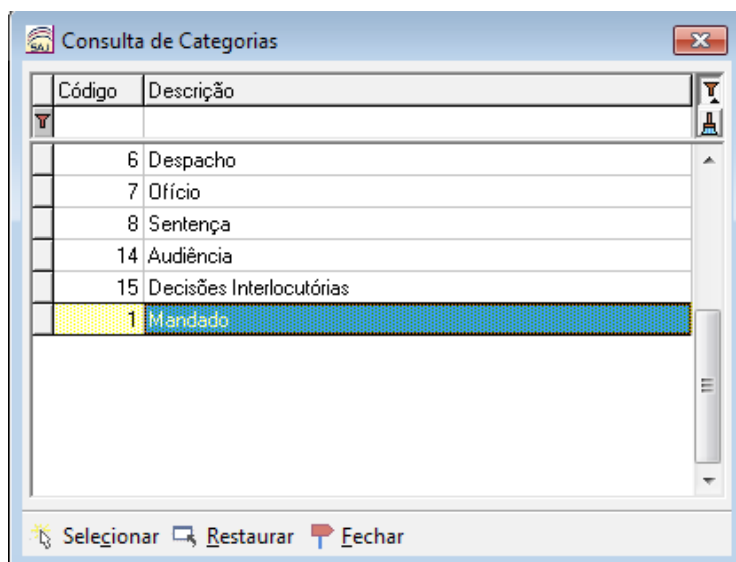 SAJ Consulta de Categorias
Código Descrição
6 Despacho
7 Ofício
8 Sentença
14 Audiência
15 Decisões Interlocutórias
1 Mandado
Selecionar Restaurar Fechar